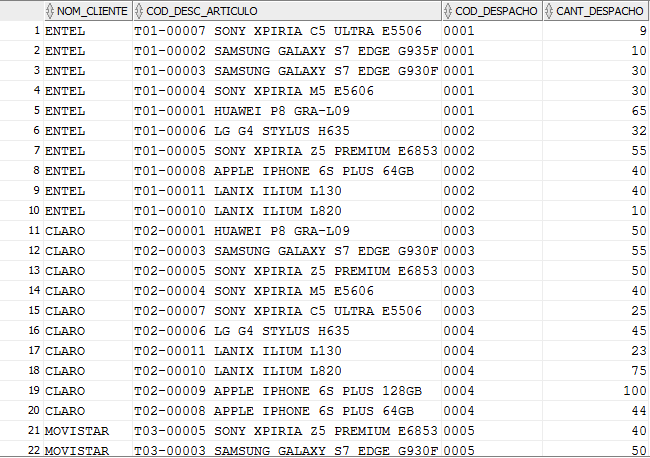 NOM_CLIENTE COD_DESC_ARTICULO COD_DESPACHO CANT_DESPACHO
1 ENTEL T01-00007 SONY XPIRIA C5 ULTRA E5506 0001 9
2 ENTEL T01-00002 SAMSUNG GALAXY S7 EDGE G935F 0001 10
3 ENTEL T01-00003 SAMSUNG GALAXY S7 EDGE G930F 0001 30
4 ENTEL T01-00004 SONY XPIRIA M5 E5606 0001 30
5 ENTEL T01-00001 HUAWEI P8 GRA-L09 0001 65
6 ENTEL T01-00006 LG G4 STYLUS H635 0002 32
7 ENTEL T01-00005 SONY XPIRIA Z5 PREMIUM E6853 0002 55
8 ENTEL T01-00008 APPLE IPHONE 6S PLUS 64GB 0002 40
9 ENTEL T01-00011 LANIX ILIUM L130 0002 40
10 ENTEL T01-00010 LANIX ILIUM L820 0002 10
11 CLARO T02-00001 HUAWEI P8 GRA-L09 0003 50
12 CLARO T02-00003 SAMSUNG GALAXY S7 EDGE G930F 0003 55
13 CLARO T02-00005 SONY XPIRIA Z5 PREMIUM E6853 0003 50
14 CLARO T02-00004 SONY XPIRIA M5 E5606 0003 40
15 CLARO T02-00007 SONY XPIRIA C5 ULTRA E5506 0003 25
16 CLARO T02-00006 LG G4 STYLUS H635 0004 45
17 CLARO T02-00011 LANIX ILIUM L130 0004 23
18 CLARO T02-00010 LANIX ILIUM L820 0004 75
19 CLARO T02-00009 APPLE IPHONE 6S PLUS 128GB 0004 100
20 CLARO T02-00008 APPLE IPHONE 6S PLUS 64GB 0004 44
21 MOVISTAR T03-00005 SONY XPIRIA Z5 PREMIUM E6853 0005 40
22 MOVISTAR T03-00003 SAMSUNG GALAXY S7 EDGE G930F 0005 50